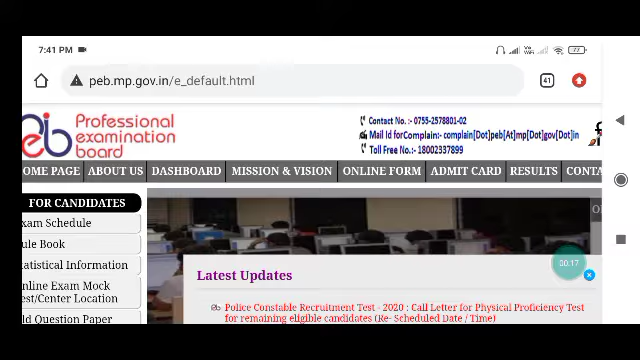 7:41 PM
77
peb.mp.gov.in/e_default.html
41
Professional
examination
board
Contact No. :- 0755-2578801-02
Mail Id forComplain:- complain[Dot]peb[At]mp[Dot]gov[Dot]in
Toll Free No.- 18002337899
OME PAGE ABOUT US DASHBOARD MISSION & VISION ONLINE FORM ADMIT CARD RESULTS CONTA
FOR CANDIDATES
xam Schedule
ule Book
tatistical Information
nline Exam Mock
est/Center Location
ld Question Paper
00:17
Latest Updates
Police Constable Recruitment Test - 2020 : Call Letter for Physical Proficiency Test
for remaining eligible candidates (Re- Scheduled Date / Time)